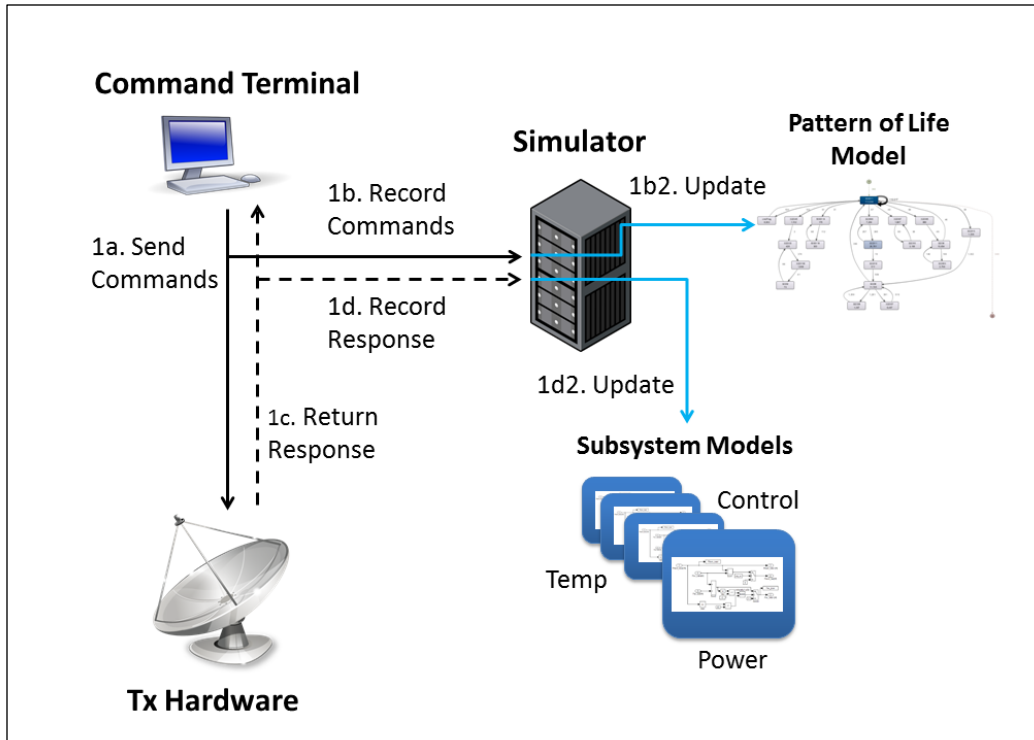 Command Terminal
Simulator
Pattern of Life
Model
1b. Record
Commands
1b2. Update
1a. Send
Commands
1d. Record
Response
1d2. Update
1c. Return
Response
Subsystem Models
Control
Temp
Power
Tx Hardware